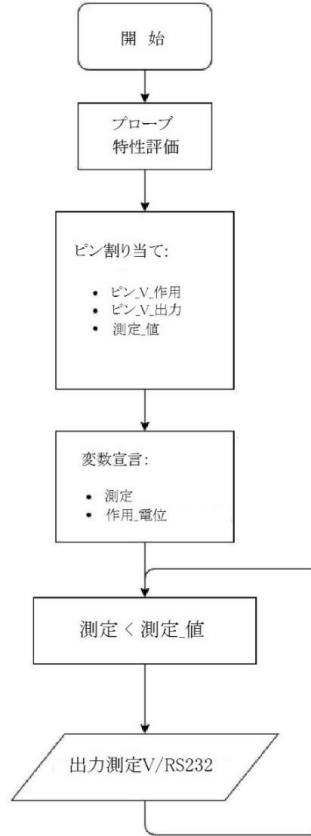 開 始
プローブ
特性評価
ピン割り当て:
• ピン_V_作用
• ピン_V_出力
• 測定_値
変数宣言:
• 測定
• 作用_電位
測定 < 測定_値
出力測定V/RS232